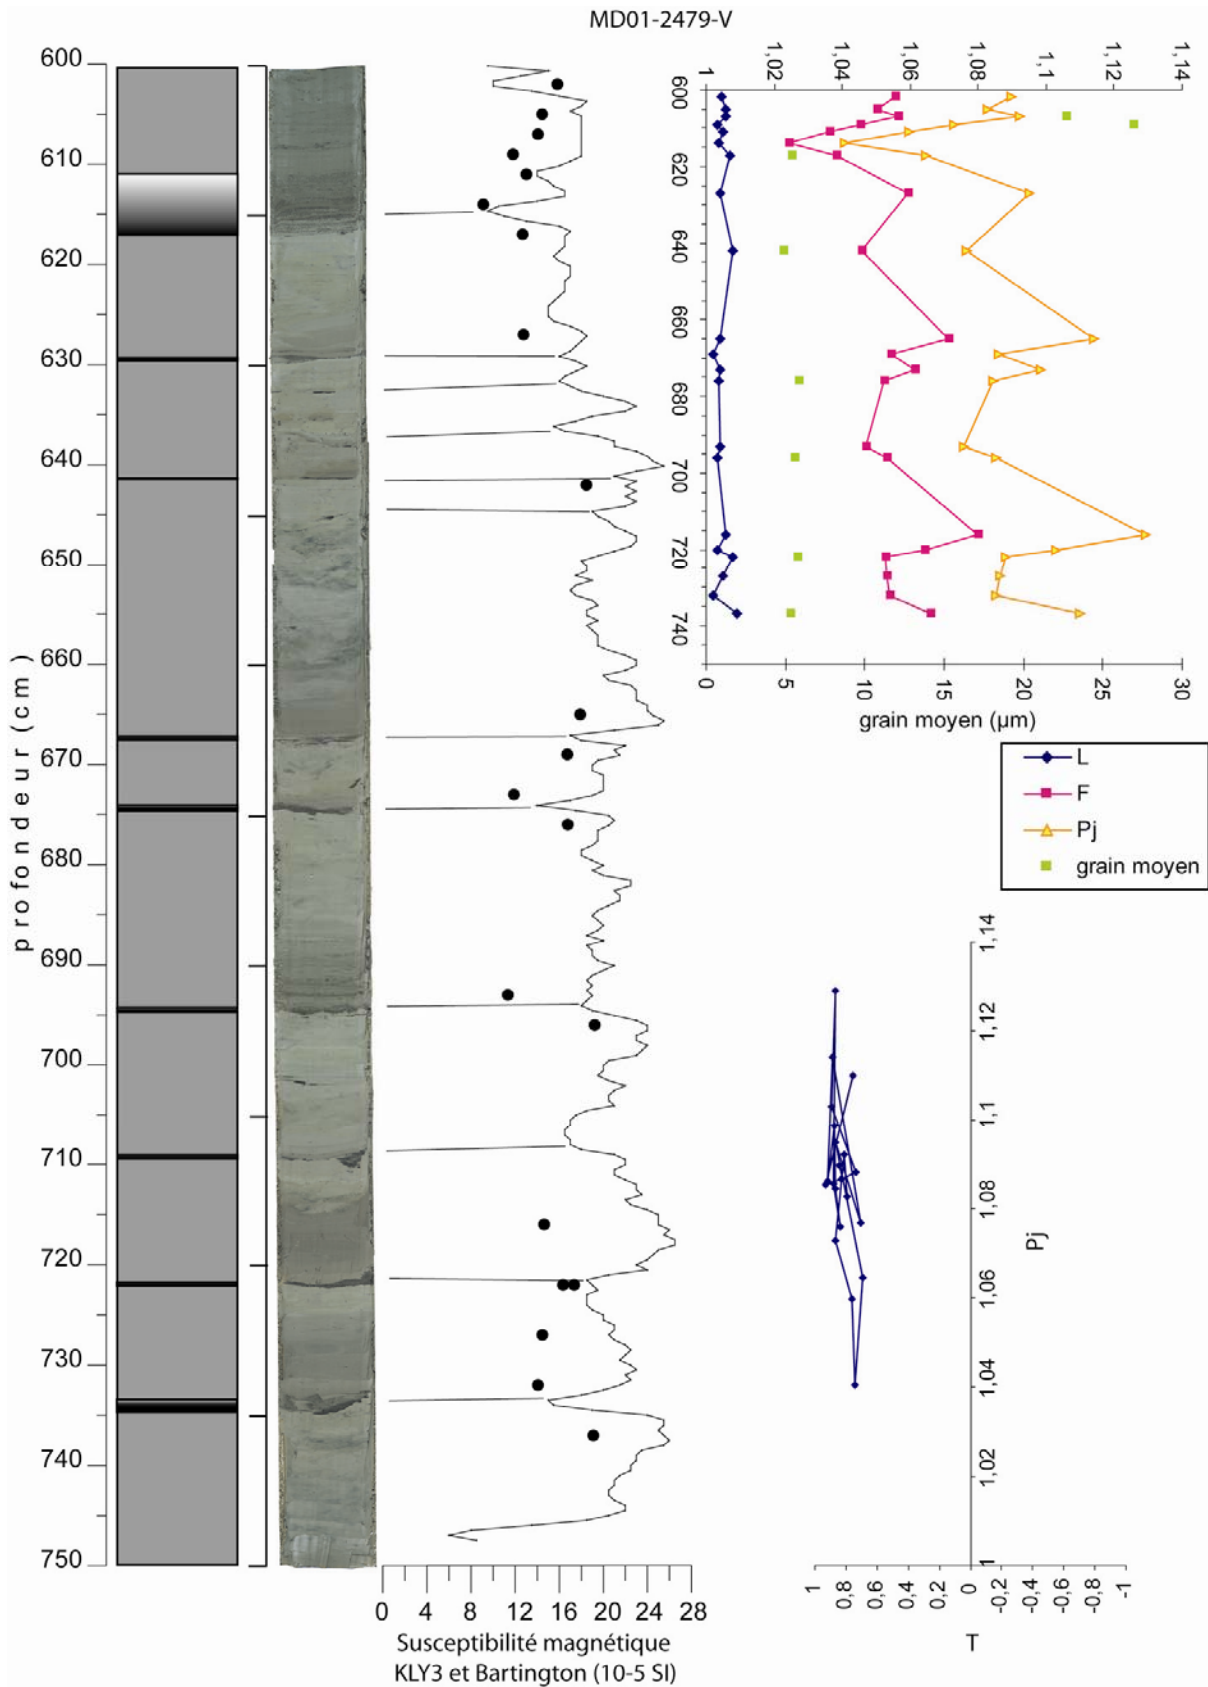 MD01-2479-V
profondeur (cm)
600
610
620
630
640
650
660
670
680
690
700
710
720
730
740
750
0 4 8 12 16 20 24 28
Susceptibilité magnétique
KLY3 et Bartington (10-5 SI)
1 1,02 1,04 1,06 1,08 1,1 1,12 1,14
600
620
640
660
680
700
720
740
0 5 10 15 20 25 30
grain moyen (µm)
L
F
Pj
grain moyen
1,14
1,12
1,1
1,08
1,06
1,04
1,02
1
Pj
1 0,8 0,6 0,4 0,2 0 -0,2 -0,4 -0,6 -0,8 -1
T